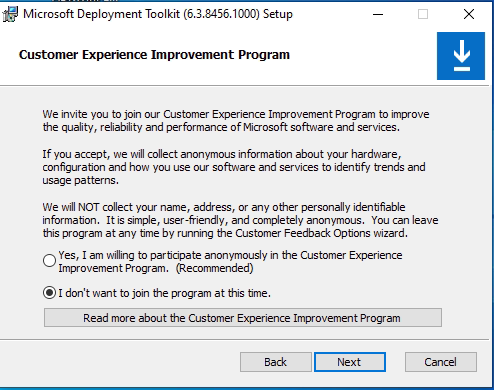 Microsoft Deployment Toolkit (6.3.8456.1000) Setup
Customer Experience Improvement Program
We invite you to join our Customer Experience Improvement Program to improve
the quality, reliability and performance of Microsoft software and services.
If you accept, we will collect anonymous information about your hardware,
configuration and how you use our software and services to identify trends and
usage patterns.
We will NOT collect your name, address, or any other personally identifiable
information.  It is simple, user-friendly, and completely anonymous.  You can leave
this program at any time by running the Customer Feedback Options wizard.
Yes, I am willing to participate anonymously in the Customer Experience
Improvement Program.  (Recommended)
I don't want to join the program at this time.
Read more about the Customer Experience Improvement Program
Back
Next
Cancel